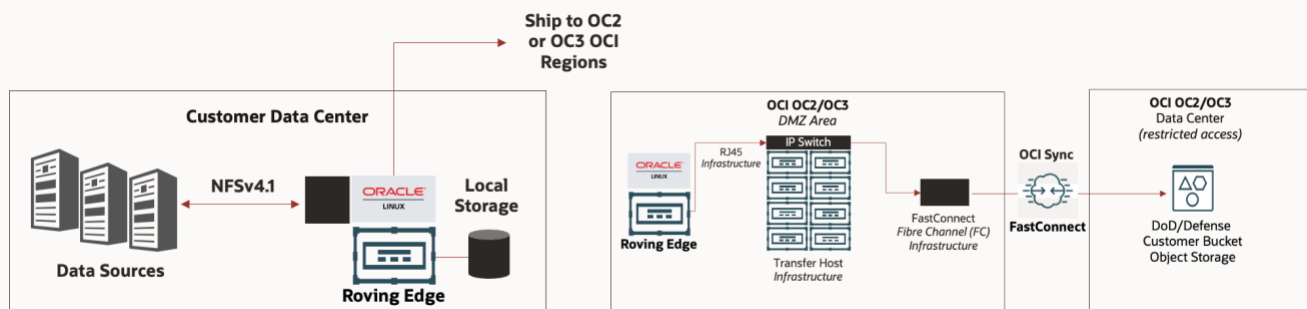 Ship to OC2
or OC3 OCI
Regions
Customer Data Center
NFSv4.1
ORACLE
LINUX
Local
Storage
Data Sources
Roving Edge
OCI OC2/OC3
DMZ Area
IP Switch
RJ45
Infrastructure
ORACLE
LINUX
Roving Edge
Transfer Host
Infrastructure
FastConnect
Fibre Channel (FC)
Infrastructure
OCI Sync
FastConnect
OCI OC2/OC3
Data Center
(restricted access)
DoD/Defense
Customer Bucket
Object Storage